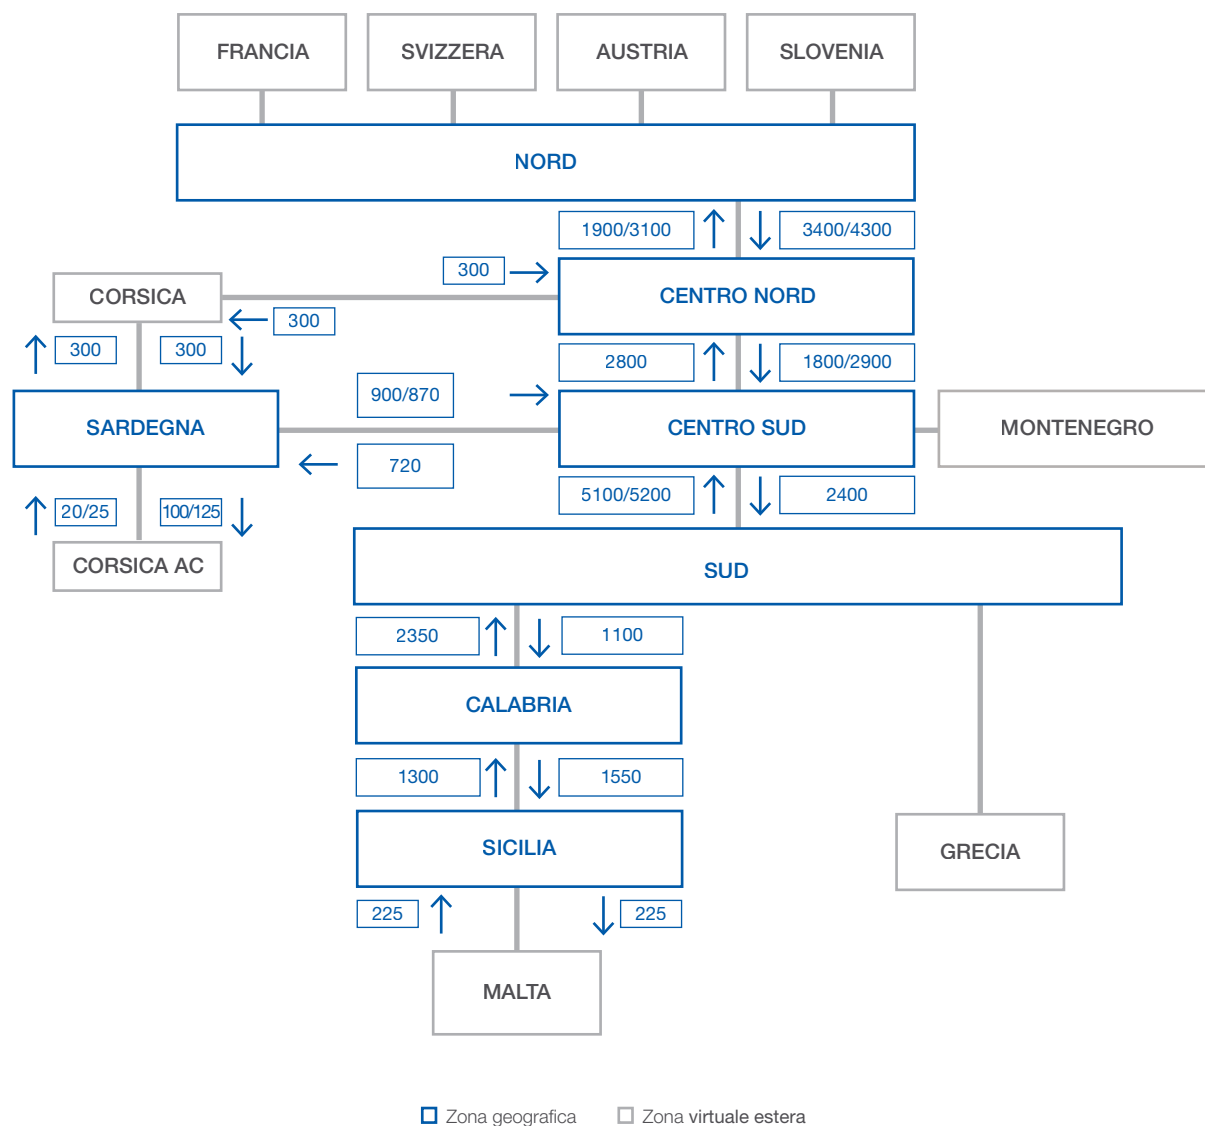 FRANCIA
SVIZZERA
AUSTRIA
SLOVENIA
NORD
1900/3100
3400/4300
300
CORSICA
CENTRO NORD
300
300
300
2800
1800/2900
900/870
SARDEGNA
CENTRO SUD
MONTENEGRO
720
20/25
100/125
5100/5200
2400
CORSICA AC
SUD
2350
1100
CALABRIA
1300
1550
SICILIA
GRECIA
225
225
MALTA
Zona geografica
Zona virtuale estera